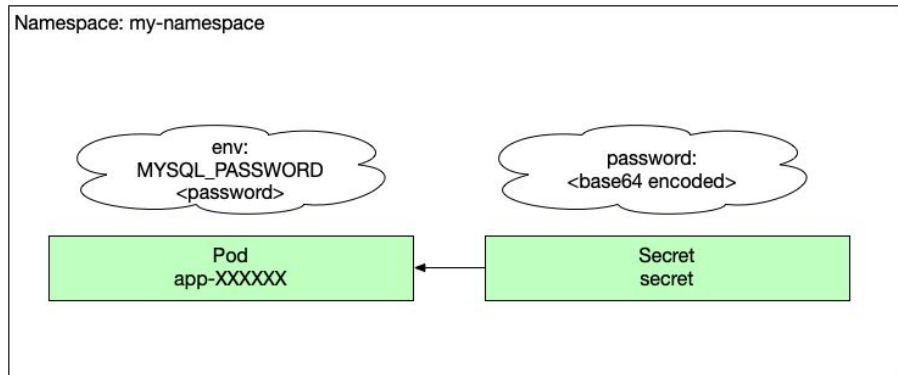 Namespace: my-namespace
env:
MYSQL_PASSWORD
<password>
password:
<base64 encoded>
Pod
app-XXXXXX
Secret
secret